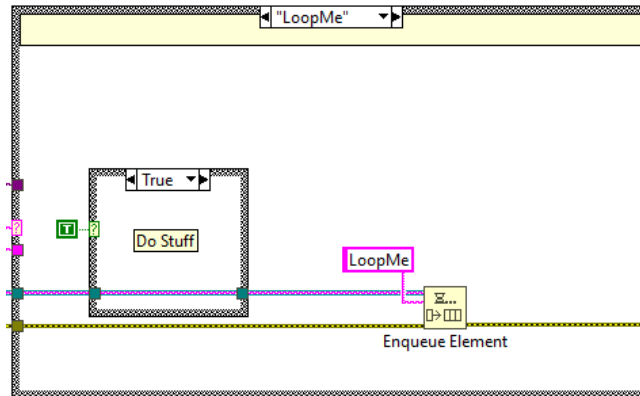 "LoopMe"
True
T
?
?
Do Stuff
LoopMe
Enqueue Element